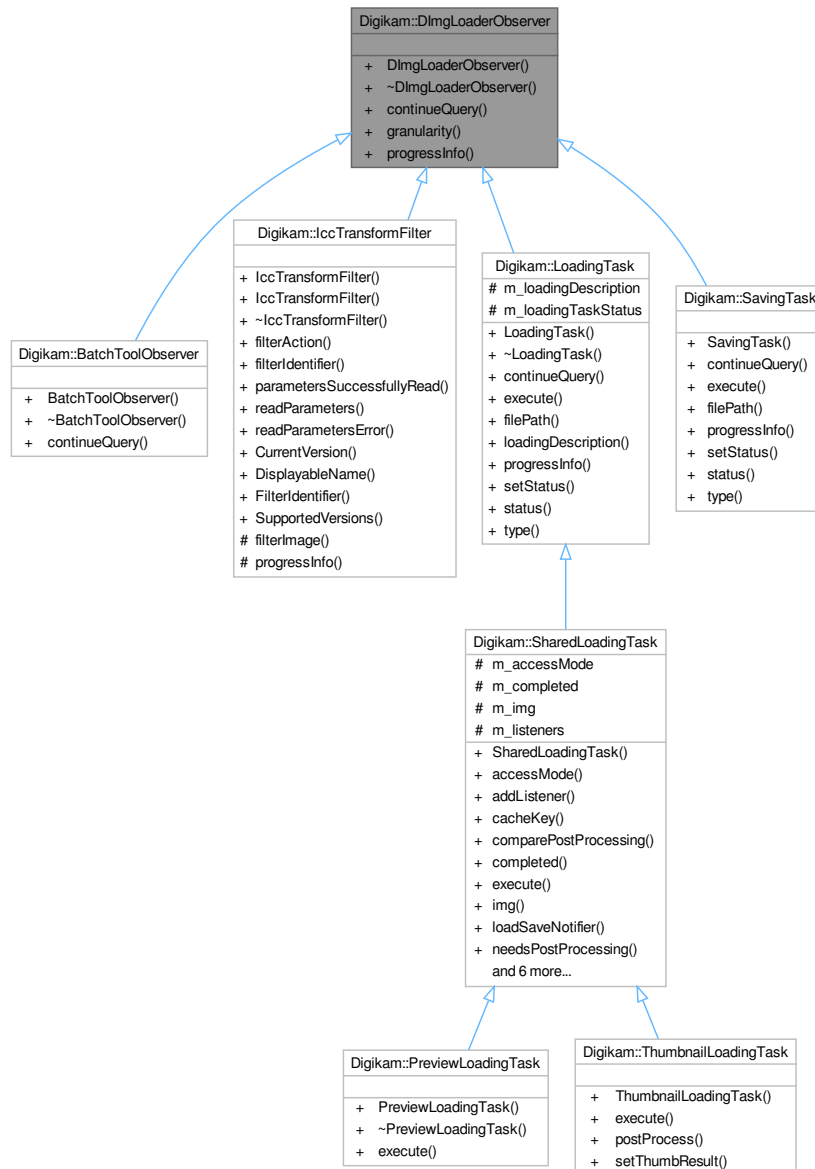 Digikam::DImgLoaderObserver
+ DImgLoaderObserver()
+ ~DImgLoaderObserver()
+ continueQuery()
+ granularity()
+ progressInfo()
Digikam::BatchToolObserver
+ BatchToolObserver()
+ ~BatchToolObserver()
+ continueQuery()
Digikam::IccTransformFilter
+ IccTransformFilter()
+ IccTransformFilter()
+ ~IccTransformFilter()
+ filterAction()
+ filterIdentifier()
+ parametersSuccessfullyRead()
+ readParameters()
+ readParametersError()
+ CurrentVersion()
+ DisplayableName()
+ FilterIdentifier()
+ SupportedVersions()
# filterImage()
# progressInfo()
Digikam::LoadingTask
# m_loadingDescription
# m_loadingTaskStatus
+ LoadingTask()
+ ~LoadingTask()
+ continueQuery()
+ execute()
+ filePath()
+ loadingDescription()
+ progressInfo()
+ setStatus()
+ status()
+ type()
Digikam::SavingTask
+ SavingTask()
+ continueQuery()
+ execute()
+ filePath()
+ progressInfo()
+ setStatus()
+ status()
+ type()
Digikam::SharedLoadingTask
# m_accessMode
# m_completed
# m_img
# m_listeners
+ SharedLoadingTask()
+ accessMode()
+ addListener()
+ cacheKey()
+ comparePostProcessing()
+ completed()
+ execute()
+ img()
+ loadSaveNotifier()
+ needsPostProcessing()
and 6 more...
Digikam::PreviewLoadingTask
+ PreviewLoadingTask()
+ ~PreviewLoadingTask()
+ execute()
Digikam::ThumbnailLoadingTask
+ ThumbnailLoadingTask()
+ execute()
+ postProcess()
+ setThumbResult()